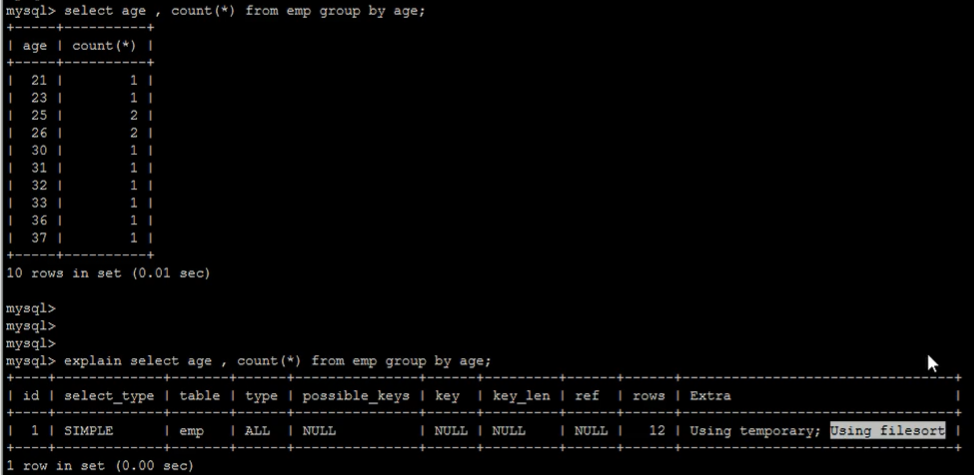 mysql> select age , count(*) from emp group by age;
+-----+----------+
| age | count(*) |
+-----+----------+
|  21 |        1 |
|  23 |        1 |
|  25 |        2 |
|  26 |        2 |
|  30 |        1 |
|  31 |        1 |
|  32 |        1 |
|  33 |        1 |
|  36 |        1 |
|  37 |        1 |
+-----+----------+
10 rows in set (0.01 sec)
mysql>
mysql>
mysql>
mysql> explain select age , count(*) from emp group by age;
+----+-------------+-------+------+---------------+------+---------+------+------+---------------------------------+
| id | select_type | table | type | possible_keys | key | key_len | ref | rows | Extra |
+----+-------------+-------+------+---------------+------+---------+------+------+---------------------------------+
| 1 | SIMPLE | emp | ALL | NULL | NULL | NULL | NULL | 12 | Using temporary; Using filesort |
+----+-------------+-------+------+---------------+------+---------+------+------+---------------------------------+
1 row in set (0.00 sec)